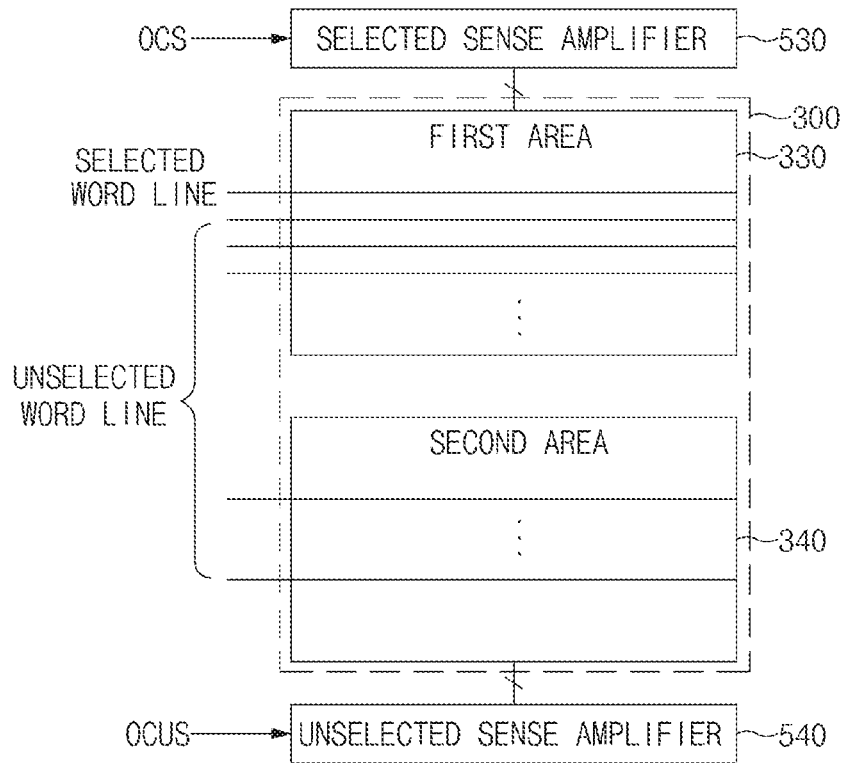 OCS
SELECTED SENSE AMPLIFIER
530
300
FIRST AREA
330
SELECTED
WORD LINE
UNSELECTED
WORD LINE
SECOND AREA
340
OCUS
UNSELECTED SENSE AMPLIFIER
540